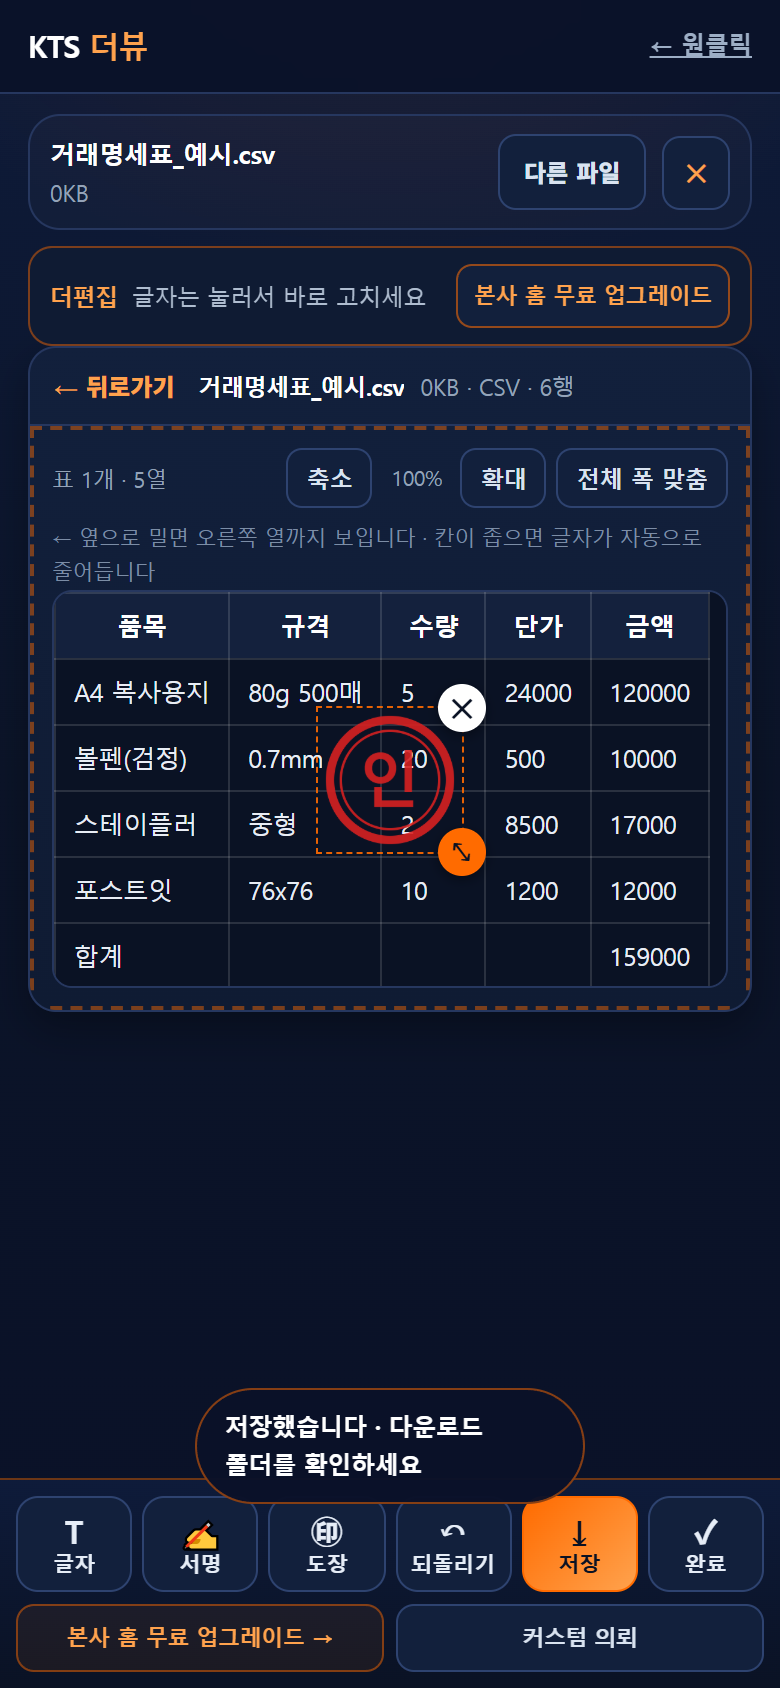 KTS 더뷰
← 원클릭
거래명세표_예시.csv
0KB
다른 파일
×
더편집 글자는 눌러서 바로 고치세요
본사 홈 무료 업그레이드
← 뒤로가기 거래명세표_예시.csv 0KB · CSV · 6행
표 1개 · 5열
축소 100% 확대 전체 폭 맞춤
← 옆으로 밀면 오른쪽 열까지 보입니다 · 칸이 좁으면 글자가 자동으로
줄어듭니다
품목 규격 수량 단가 금액
A4 복사용지 80g 500매 5 24000 120000
볼펜(검정) 0.7mm 20 500 10000
인
스테이플러 중형 2 8500 17000
포스트잇 76x76 10 1200 12000
합계 159000
저장했습니다 · 다운로드
폴더를 확인하세요
T ㊞ ⤺ ⤓ ✓
글자 서명 도장 되돌리기 저장 완료
본사 홈 무료 업그레이드 → 커스텀 의뢰